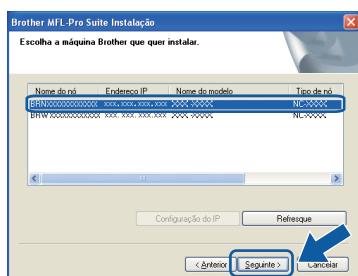 Brother MFL-Pro Suite Instalação
Escolha a máquina Brother que quer instalar.
Nome do nó Endereço IP Nome do modelo Tipo de nó
BRNXXXXXXXXXXXX xxx.xxx.xxx.xxx XXX-XXXX NC-XXXX
BRWXXXXXXXXXXXX xxx.xxx.xxx.xxx XXX-XXXX NC-XXXX
Configuração do IP Refresque
< Anterior Seguinte > Cancelar